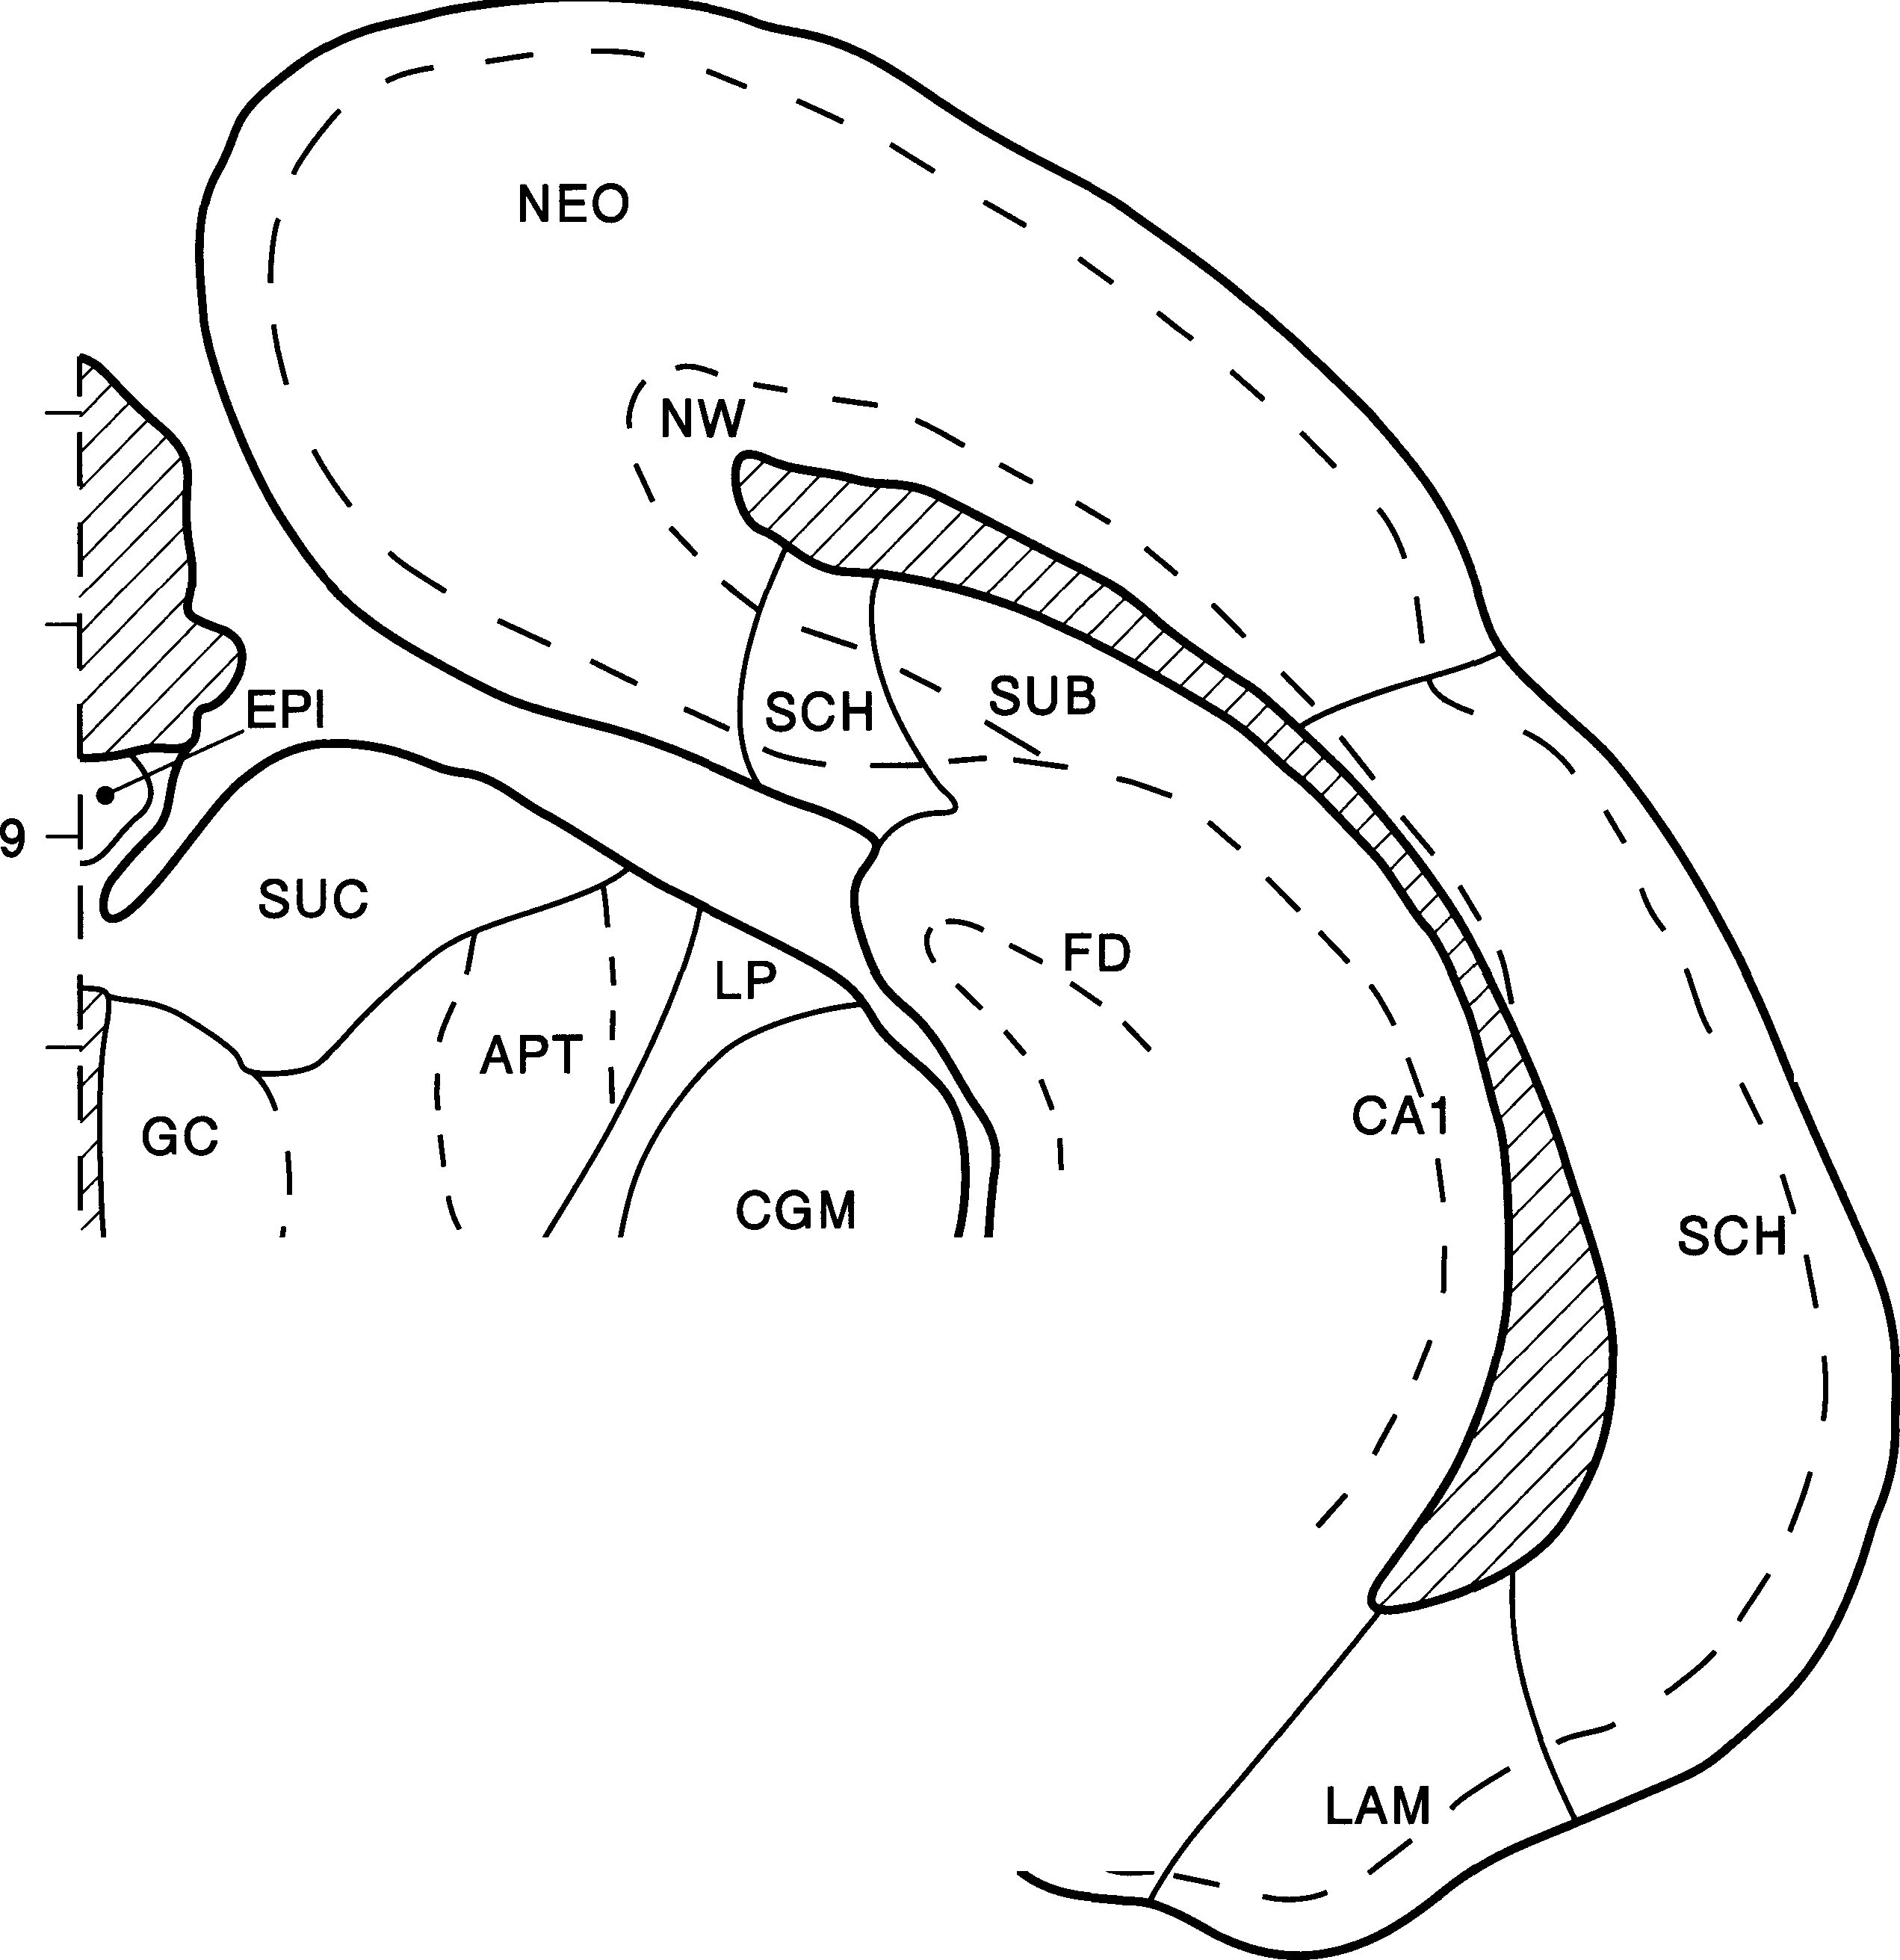 NEO
NW
SCH
SUB
EPI
9
SUC
FD
LP
APT
CA1
GC
CGM
SCH
LAM